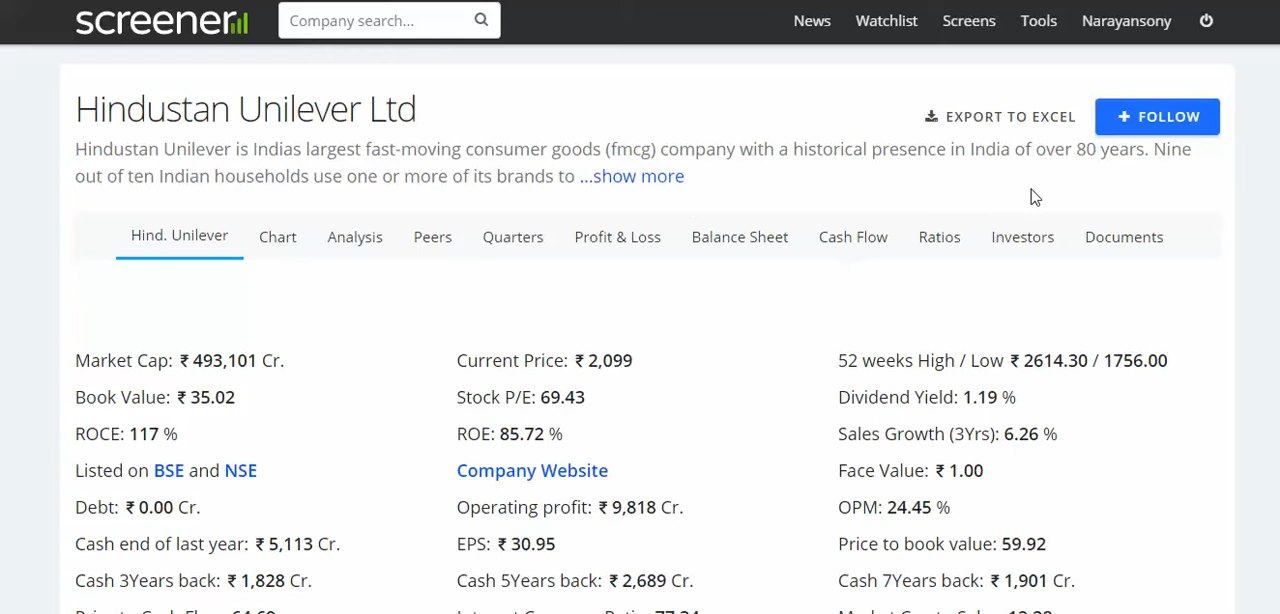 screener
Company search...
News Watchlist Screens Tools Narayansony
Hindustan Unilever Ltd
EXPORT TO EXCEL
+ FOLLOW
Hindustan Unilever is Indias largest fast-moving consumer goods (fmcg) company with a historical presence in India of over 80 years. Nine
out of ten Indian households use one or more of its brands to ...show more
Hind. Unilever Chart Analysis Peers Quarters Profit & Loss Balance Sheet Cash Flow Ratios Investors Documents
Market Cap: ₹ 493,101 Cr. Current Price: ₹ 2,099 52 weeks High / Low ₹ 2614.30 / 1756.00
Book Value: ₹ 35.02 Stock P/E: 69.43 Dividend Yield: 1.19 %
ROCE: 117 % ROE: 85.72 % Sales Growth (3Yrs): 6.26 %
Listed on BSE and NSE Company Website Face Value: ₹ 1.00
Debt: ₹ 0.00 Cr. Operating profit: ₹ 9,818 Cr. OPM: 24.45 %
Cash end of last year: ₹ 5,113 Cr. EPS: ₹ 30.95 Price to book value: 59.92
Cash 3Years back: ₹ 1,828 Cr. Cash 5Years back: ₹ 2,689 Cr. Cash 7Years back: ₹ 1,901 Cr.